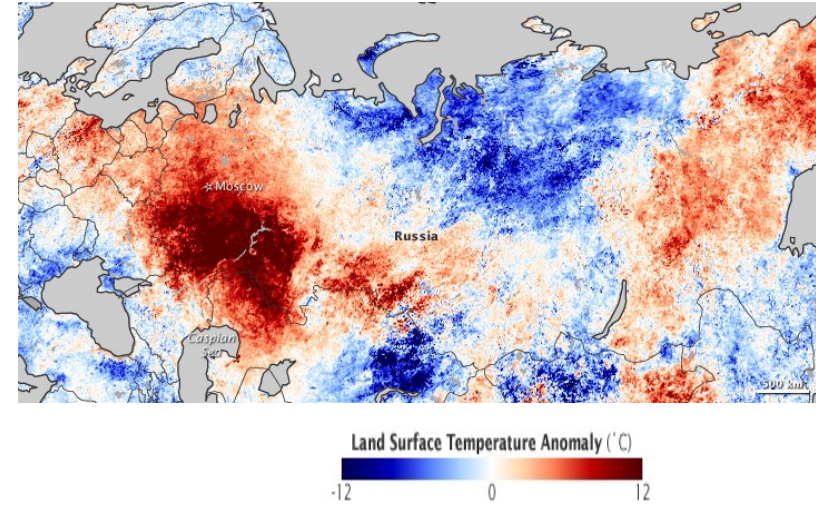 ☆Moscow
Russia
Caspian
Sea
500 km
Land Surface Temperature Anomaly (˚C)
-12 0 12